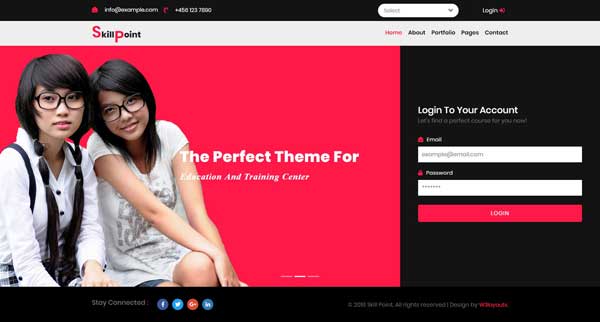 info@example.com +456 123 7890 Select Login
SkillPoint Home About Portfolio Pages Contact
Login To Your Account
Let's find a perfect course for you now!
Email
example@email.com
The Perfect Theme For
Education And Training Center
Password
*******
LOGIN
Stay Connected : © 2018 Skill Point. All rights reserved | Design by W3layouts.